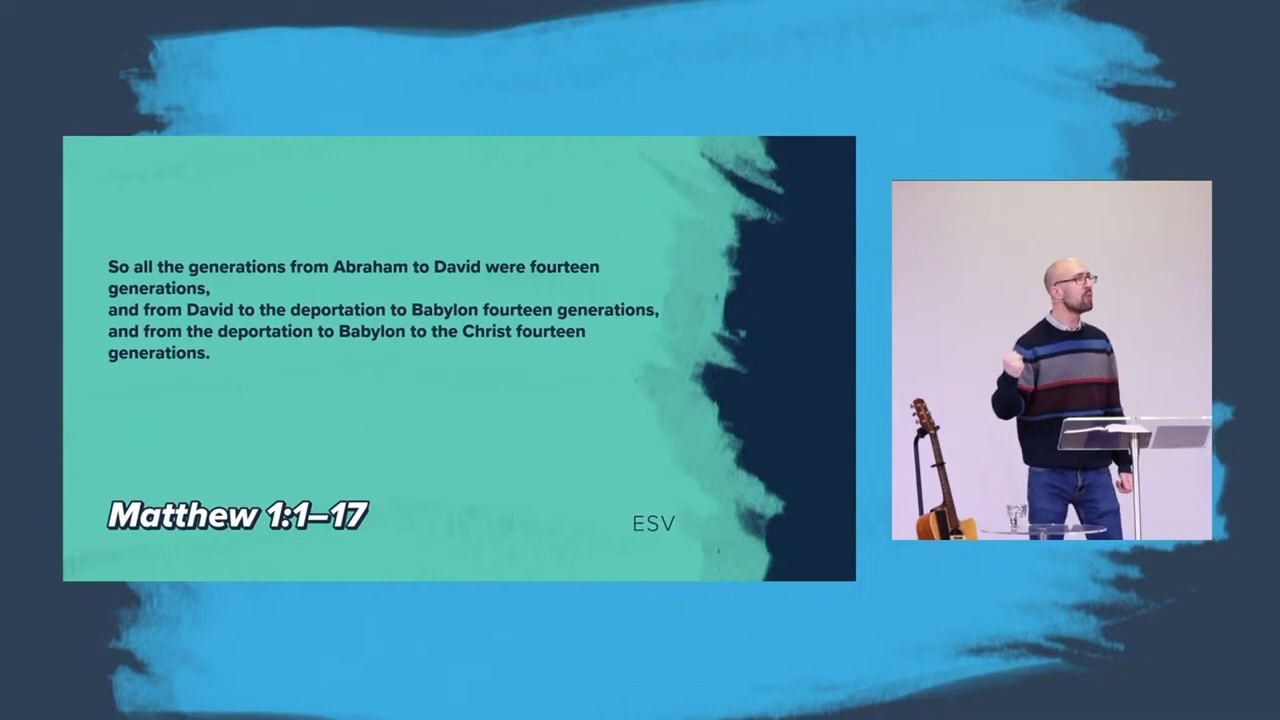 So all the generations from Abraham to David were fourteen
generations,
and from David to the deportation to Babylon fourteen generations,
and from the deportation to Babylon to the Christ fourteen
generations.
Matthew 1:1–17
ESV